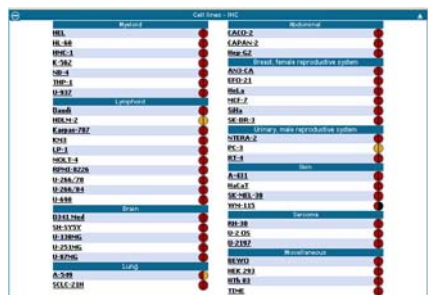 Cell lines - IHC
Myeloid
HEL
HL-60
HMC-1
K-562
NB-4
THP-1
U-937
Lymphoid
Daudi
HDLM-2
Karpas-707
KM3
LP-1
MOLT-4
RPMI-8226
U-266/70
U-266/84
U-698
Brain
D341 Med
SH-SY5Y
U-138MG
U-251MG
U-87MG
Lung
A-549
SCLC-21H
Abdominal
CACO-2
CAPAN-2
Hep-G2
Breast, female reproductive system
AN3-CA
EFO-21
HeLa
MCF-7
SiHa
SK-BR-3
Urinary, male reproductive system
NTERA-2
PC-3
RT-4
Skin
A-431
HaCaT
SK-MEL-30
WM-115
Sarcoma
RH-30
U-2 OS
U-2197
Miscellaneous
BEWO
HEK 293
HTh 83
TIME